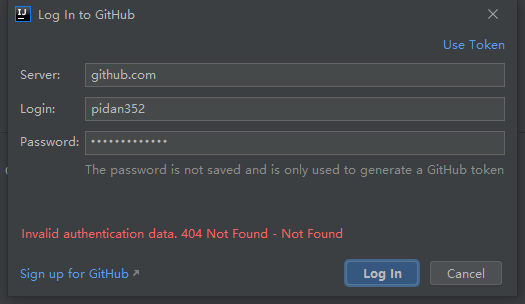 IJ
Log In to GitHub
Use Token
Server: github.com
Login: pidan352
Password: •••••••••••••
The password is not saved and is only used to generate a GitHub token
Invalid authentication data. 404 Not Found - Not Found
Sign up for GitHub ↗
Log In
Cancel